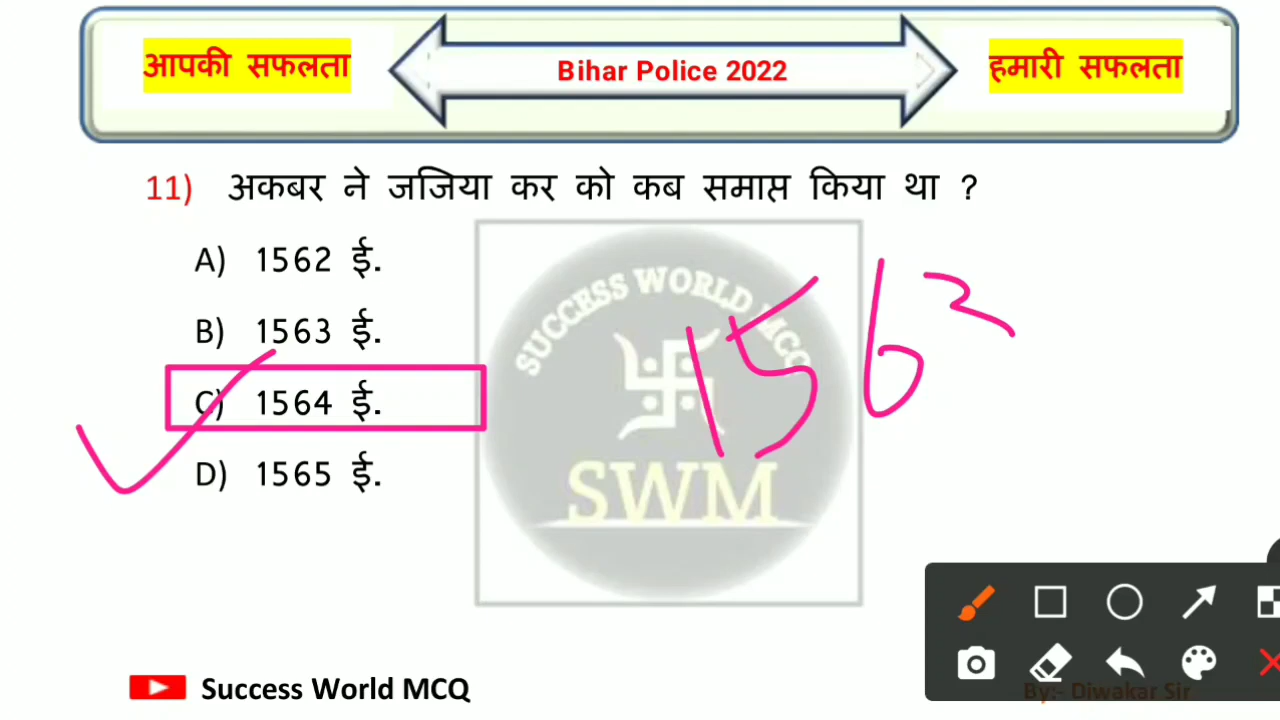 आपकी सफलता
Bihar Police 2022
हमारी सफलता
11) अकबर ने जजिया कर को कब समाप्त किया था ?
A) 1562 ई.
B) 1563 ई.
C) 1564 ई.
D) 1565 ई.
SUCCESS WORLD MCQ
SWM
156
Success World MCQ
By:- Diwakar Sir